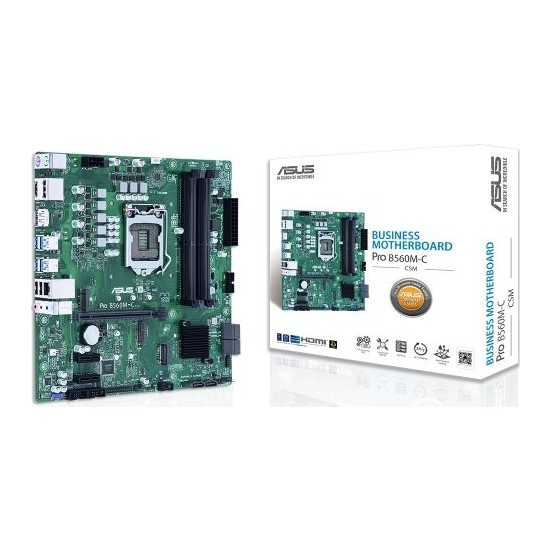 ASUS
Pro B560M-C
ASUS
IN SEARCH OF INCREDIBLE
BUSINESS
MOTHERBOARD
Pro B560M-C
CSM
HDMI
ASUS
IN SEARCH OF INCREDIBLE
BUSINESS MOTHERBOARD
Pro B560M-C
CSM